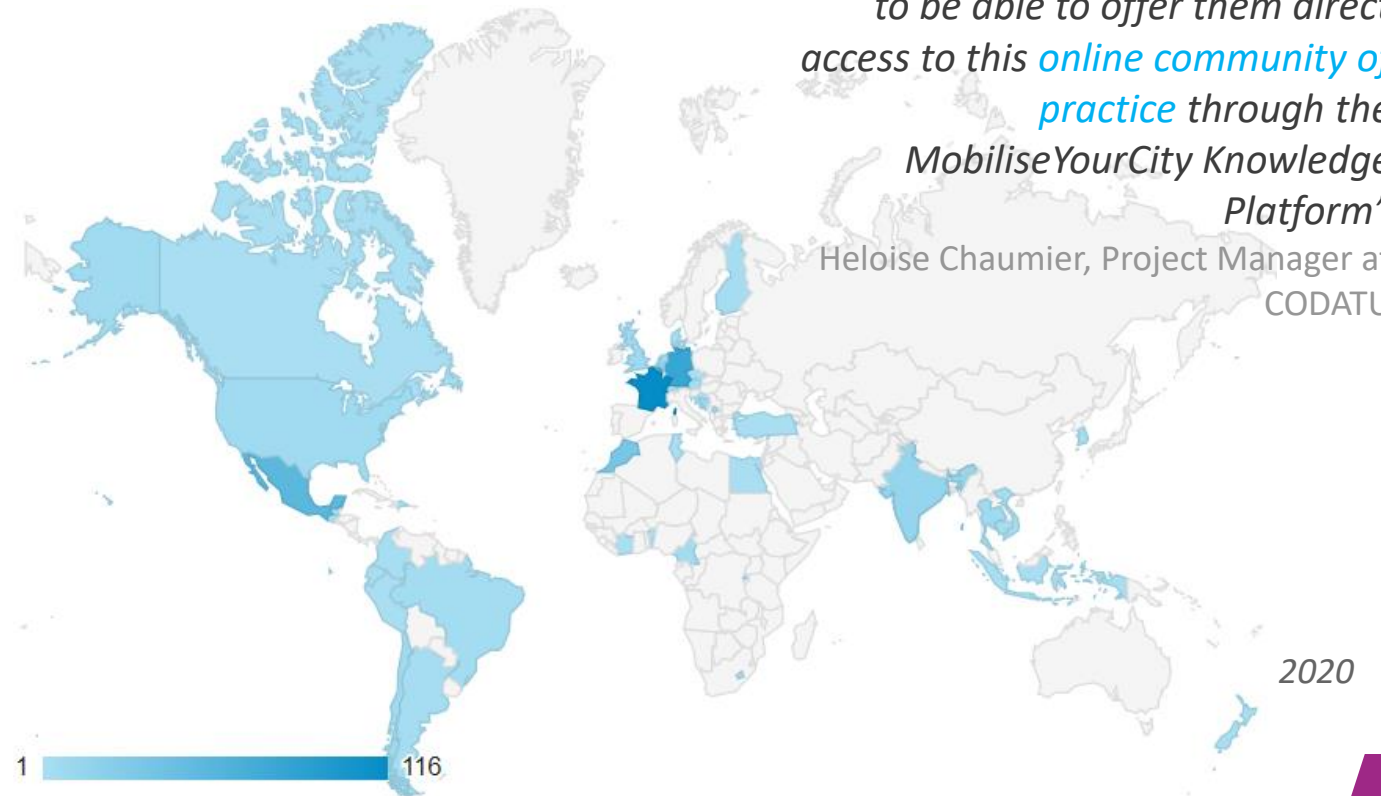 to be able to offer them direct
access to this online community of
practice through the
MobiliseYourCity Knowledge
Platform"
Heloise Chaumier, Project Manager at
CODATU
2020
1
116